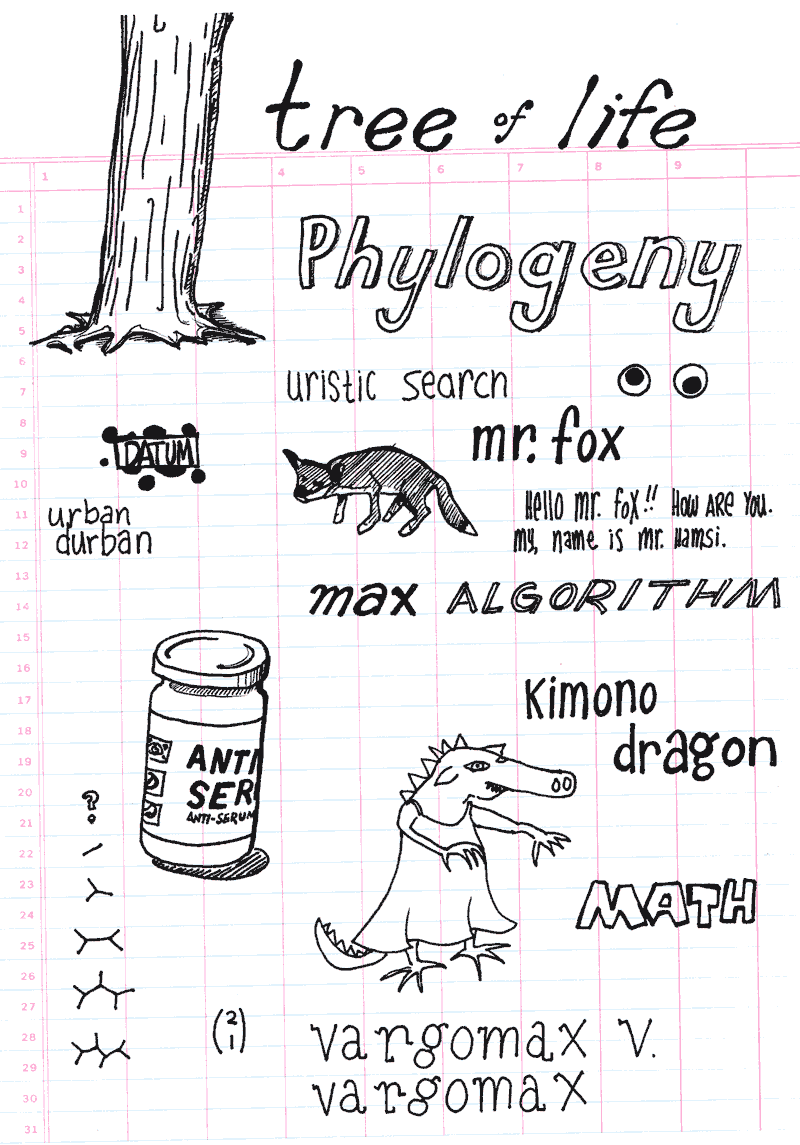 tree of life
1 4 5 6 7 8 9
1
2
3
4
5
6
7
8
9
10
11
12
13
14
15
16
17
18
19
20
21
22
23
24
25
26
27
28
29
30
31
Phylogeny
uristic search
mr. fox
DATUM
Hello mr. fox!! How ARE You.
my, name is mr. Hamsi.
urban
durban
max ALGORITHM
Kimono
dragon
ANTI
SER
ANTI-SERUM
?
MATH
(2
1)
vargomax v.
vargomax